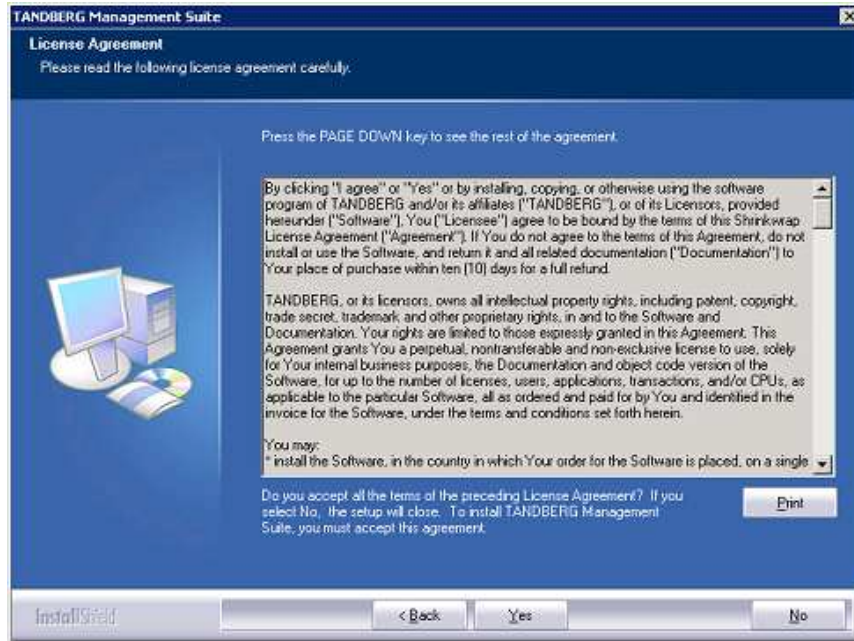 TANDBERG Management Suite
License Agreement
Please read the following license agreement carefully.
Press the PAGE DOWN key to see the rest of the agreement.
By clicking "I agree" or "Yes" or by installing, copying, or otherwise using the software
program of TANDBERG and/or its affiliates ("TANDBERG"), or of its Licensors, provided
hereunder ("Software"), You ("Licensee") agree to be bound by the terms of this Shrinkwrap
License Agreement ("Agreement"). If You do not agree to the terms of this Agreement, do not
install or use the Software, and return it and all related documentation ("Documentation") to
Your place of purchase within ten (10) days for a full refund.
TANDBERG, or its licensors, owns all intellectual property rights, including patent, copyright,
trade secret, trademark and other proprietary rights, in and to the Software and
Documentation. Your rights are limited to those expressly granted in this Agreement. This
Agreement grants You a perpetual, nontransferable and non-exclusive license to use, solely
for Your internal business purposes, the Documentation and object code version of the
Software, for up to the number of licenses, users, applications, transactions, and/or CPUs, as
applicable to the particular Software, all as ordered and paid for by You and identified in the
invoice for the Software, under the terms and conditions set forth herein.
You may:
* install the Software, in the country in which Your order for the Software is placed, on a single
Do you accept all the terms of the preceding License Agreement? If you
select No, the setup will close. To install TANDBERG Management
Suite, you must accept this agreement.
Print
InstallShield
< Back
Yes
No